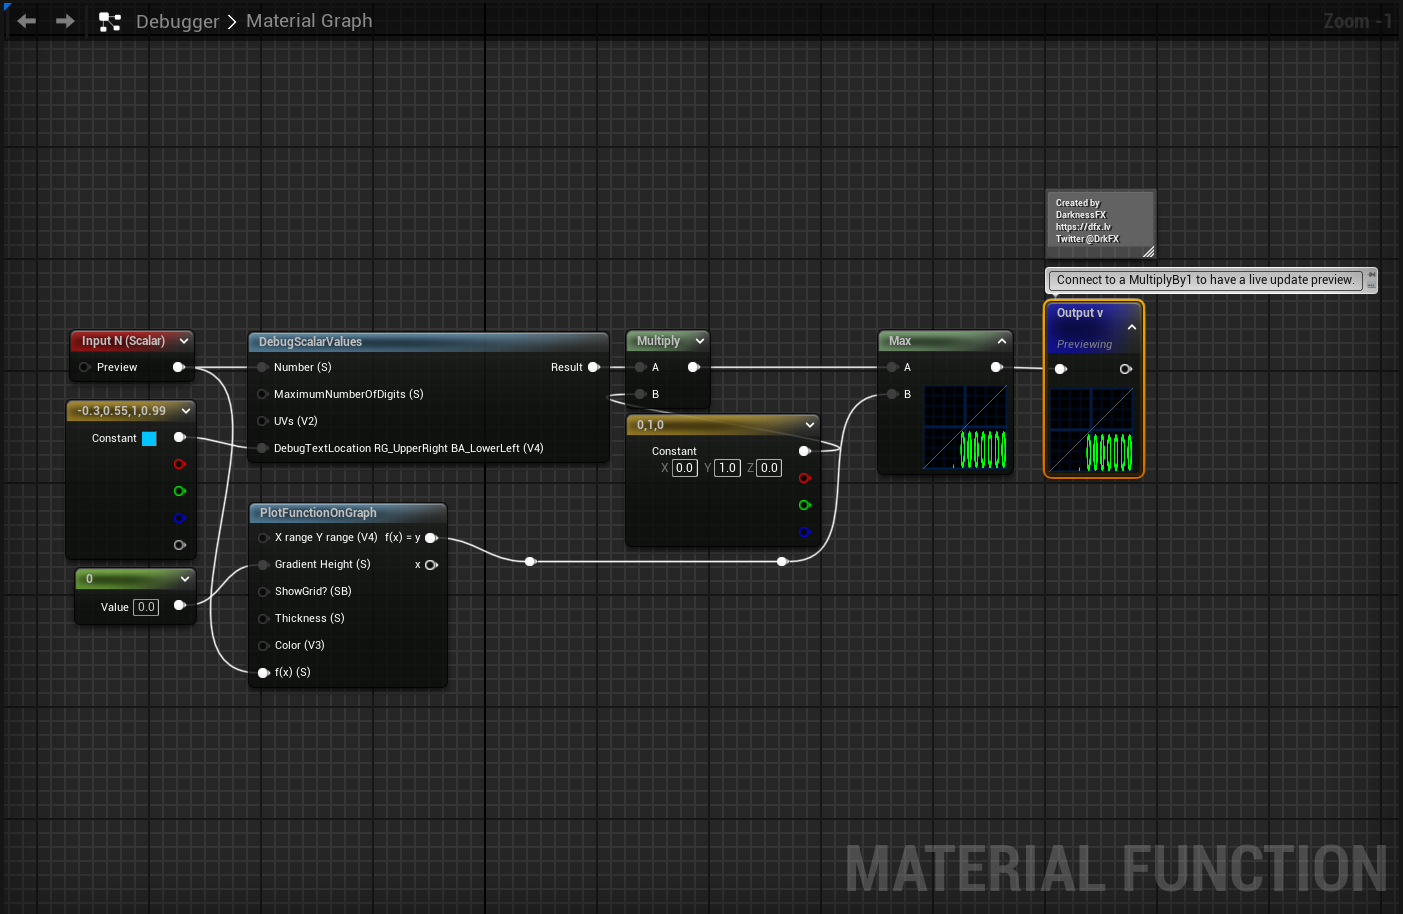 Debugger > Material Graph
Zoom -1
Created by
DarknessFX
https://dfx.lv
Twitter @DrkFX
Connect to a MultiplyBy1 to have a live update preview.
Input N (Scalar)
Preview
-0.3,0.55,1,0.99
Constant
0
Value 0.0
DebugScalarValues
Number (S)
Result
MaximumNumberOfDigits (S)
UVs (V2)
DebugTextLocation RG_UpperRight BA_LowerLeft (V4)
PlotFunctionOnGraph
X range Y range (V4) f(x) = y
Gradient Height (S) x
ShowGrid? (SB)
Thickness (S)
Color (V3)
f(x) (S)
Multiply
A
B
0,1,0
Constant
X 0.0 Y 1.0 Z 0.0
Max
A
B
Output v
Previewing
MATERIAL FUNCTION